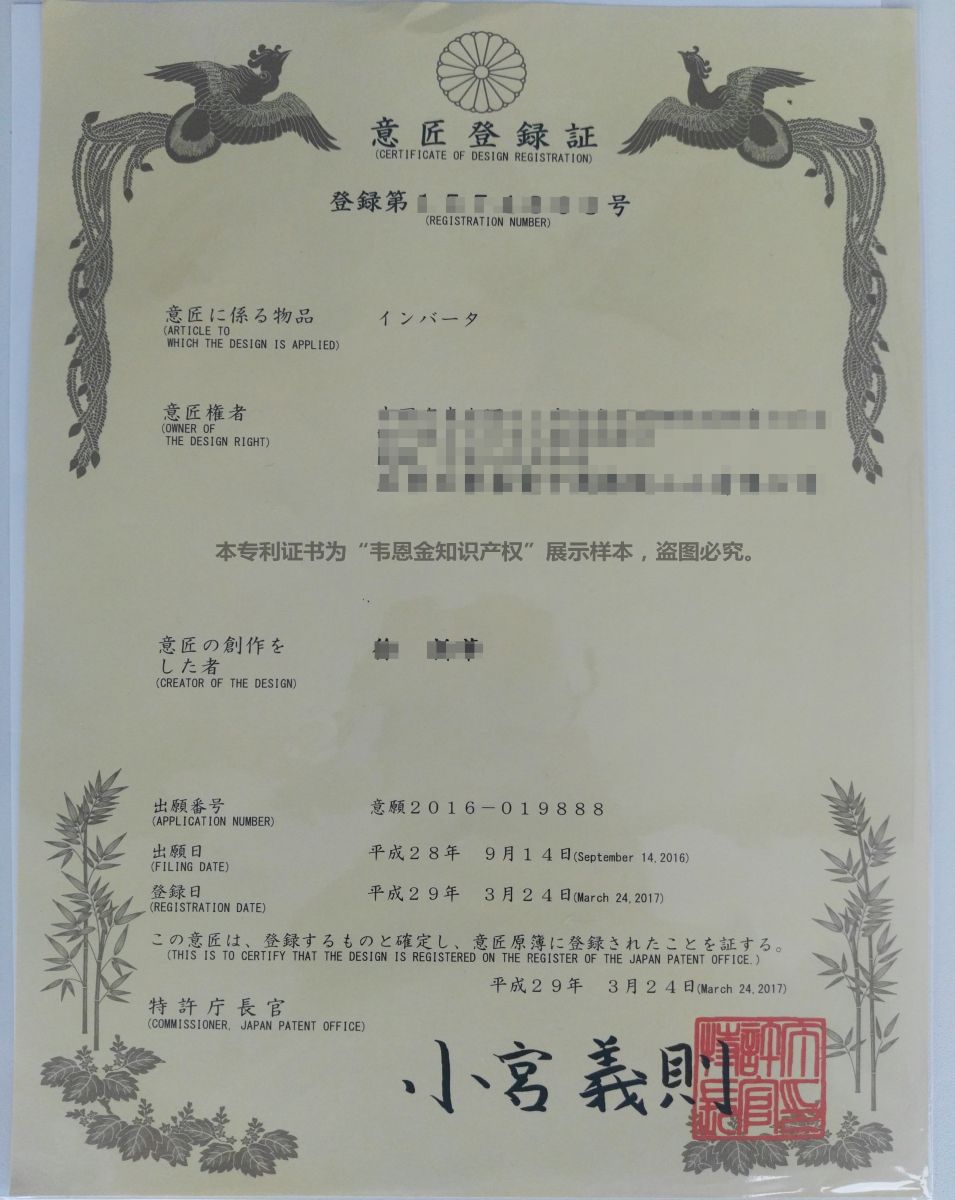 意匠登録証
(CERTIFICATE OF DESIGN REGISTRATION)
登録第 号
(REGISTRATION NUMBER)
意匠に係る物品 インバータ
(ARTICLE TO
WHICH THE DESIGN IS APPLIED)
意匠権者
(OWNER OF
THE DESIGN RIGHT)
本专利证书为“韦恩金知识产权”展示样本，盗图必究。
意匠の創作を
した者
(CREATOR OF THE DESIGN)
出願番号 意願2016-019888
(APPLICATION NUMBER)
出願日 平成28年 9月14日(September 14,2016)
(FILING DATE)
登録日 平成29年 3月24日(March 24,2017)
(REGISTRATION DATE)
この意匠は、登録するものと確定し、意匠原簿に登録されたことを証する。
(THIS IS TO CERTIFY THAT THE DESIGN IS REGISTERED ON THE REGISTER OF THE JAPAN PATENT OFFICE.)
平成29年 3月24日(March 24,2017)
特許庁長官
(COMMISSIONER, JAPAN PATENT OFFICE)
小宮義則